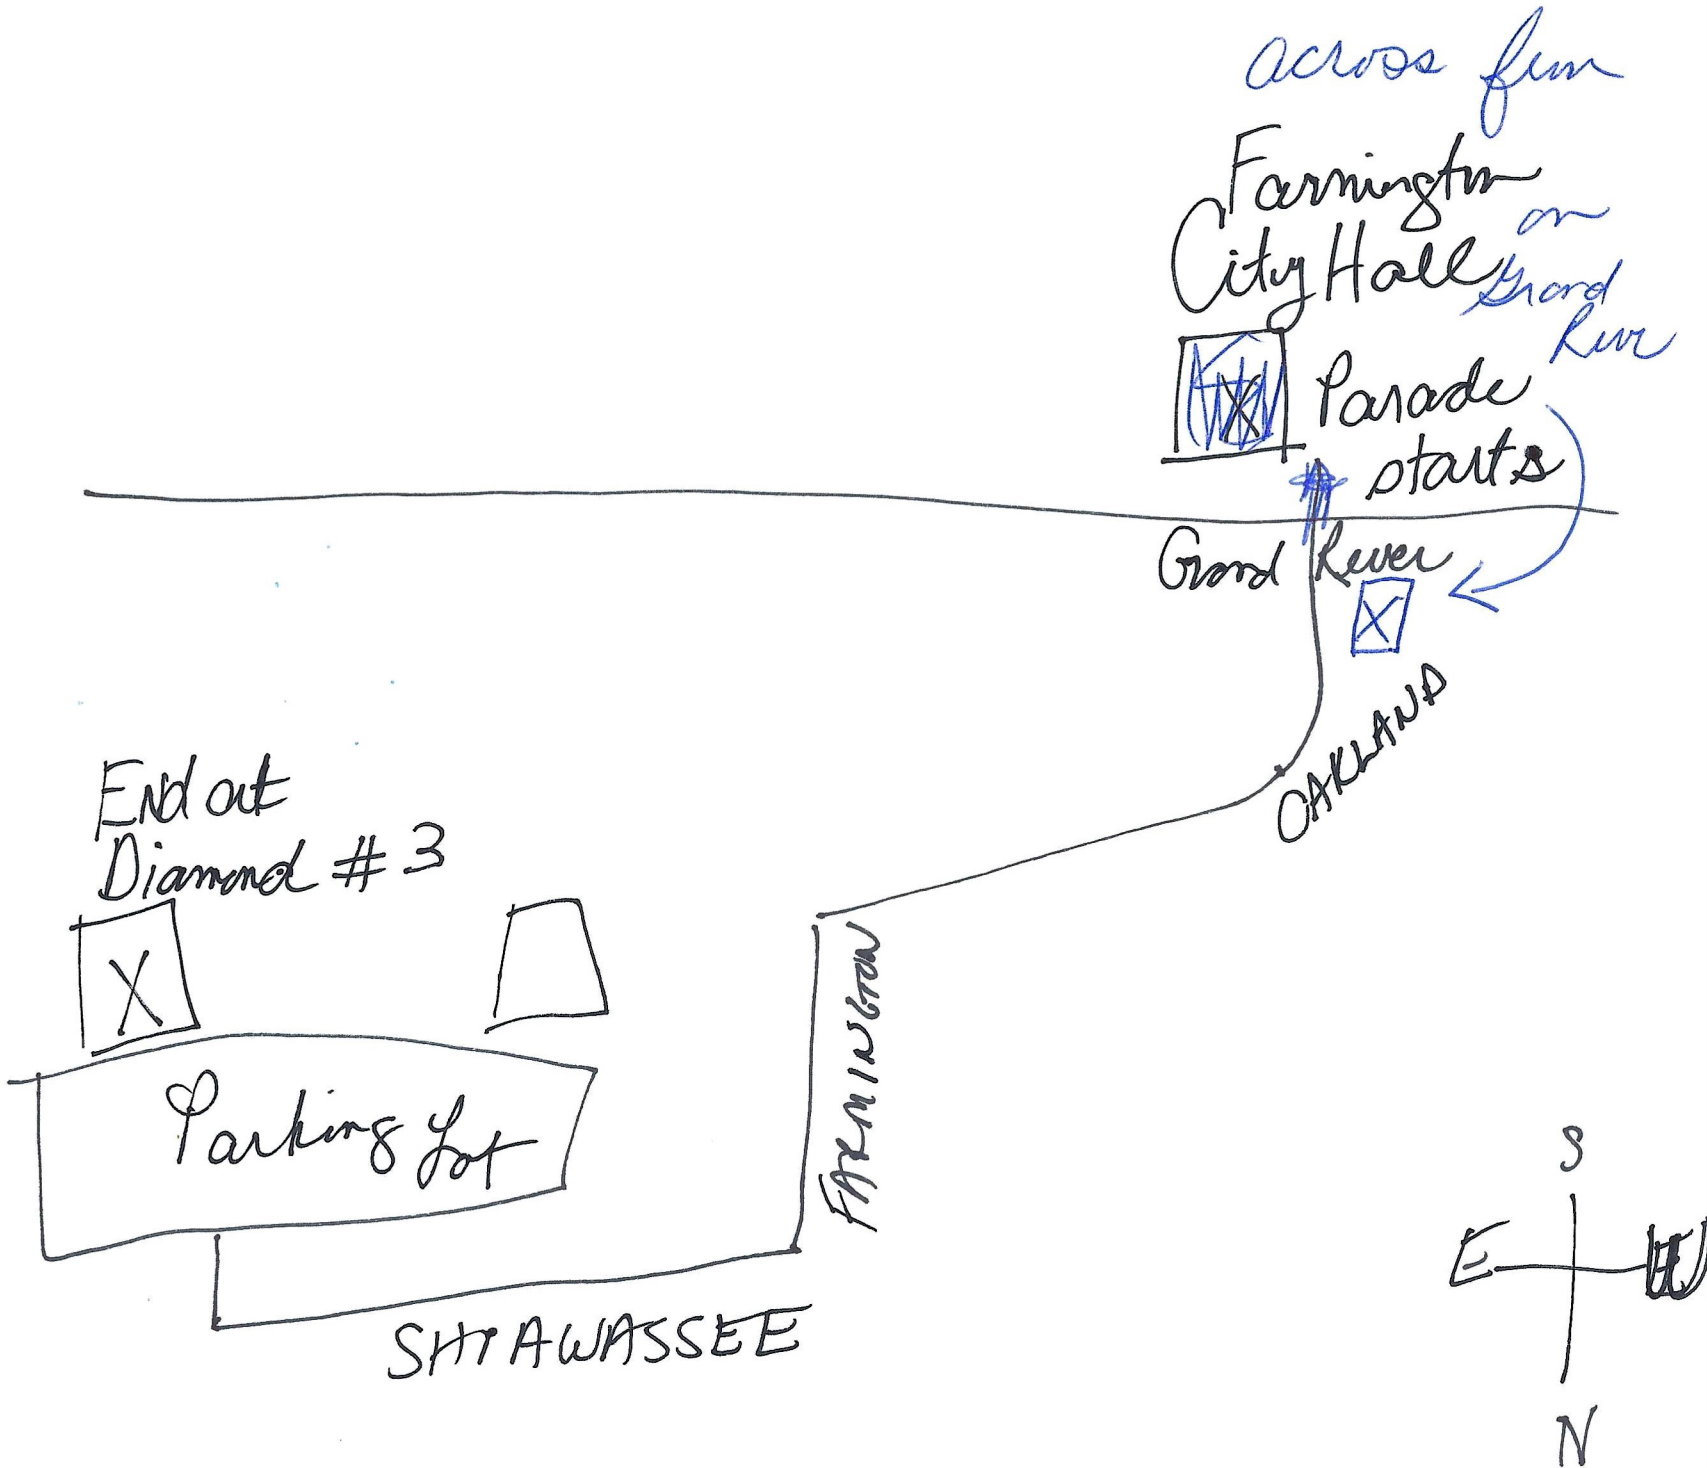 across from
Farmington
City Hall on
Grand
River
X Parade
starts
Grand River
X
OAKLAND
End at
Diamond # 3
X
FARMINGTON
Parking Lot
SHIAWASSEE
S
E W
N